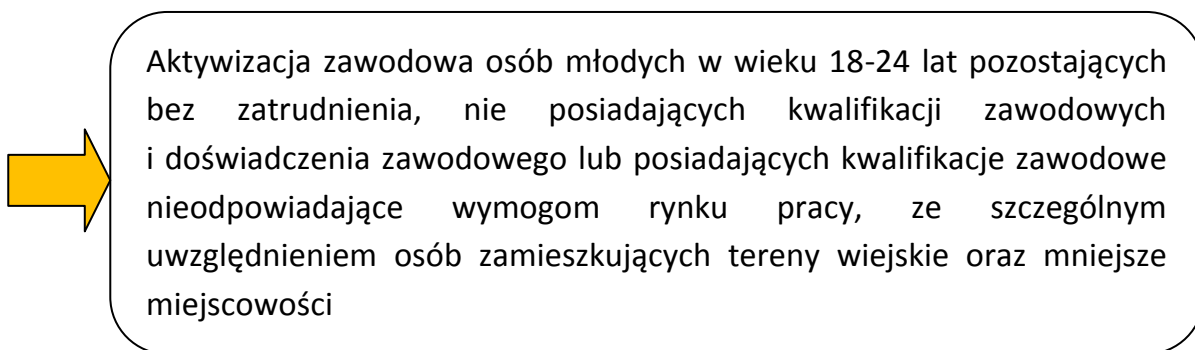 Aktywizacja zawodowa osób młodych w wieku 18-24 lat pozostających
bez zatrudnienia, nie posiadających kwalifikacji zawodowych
i doświadczenia zawodowego lub posiadających kwalifikacje zawodowe
nieodpowiadające wymogom rynku pracy, ze szczególnym
uwzględnieniem osób zamieszkujących tereny wiejskie oraz mniejsze
miejscowości